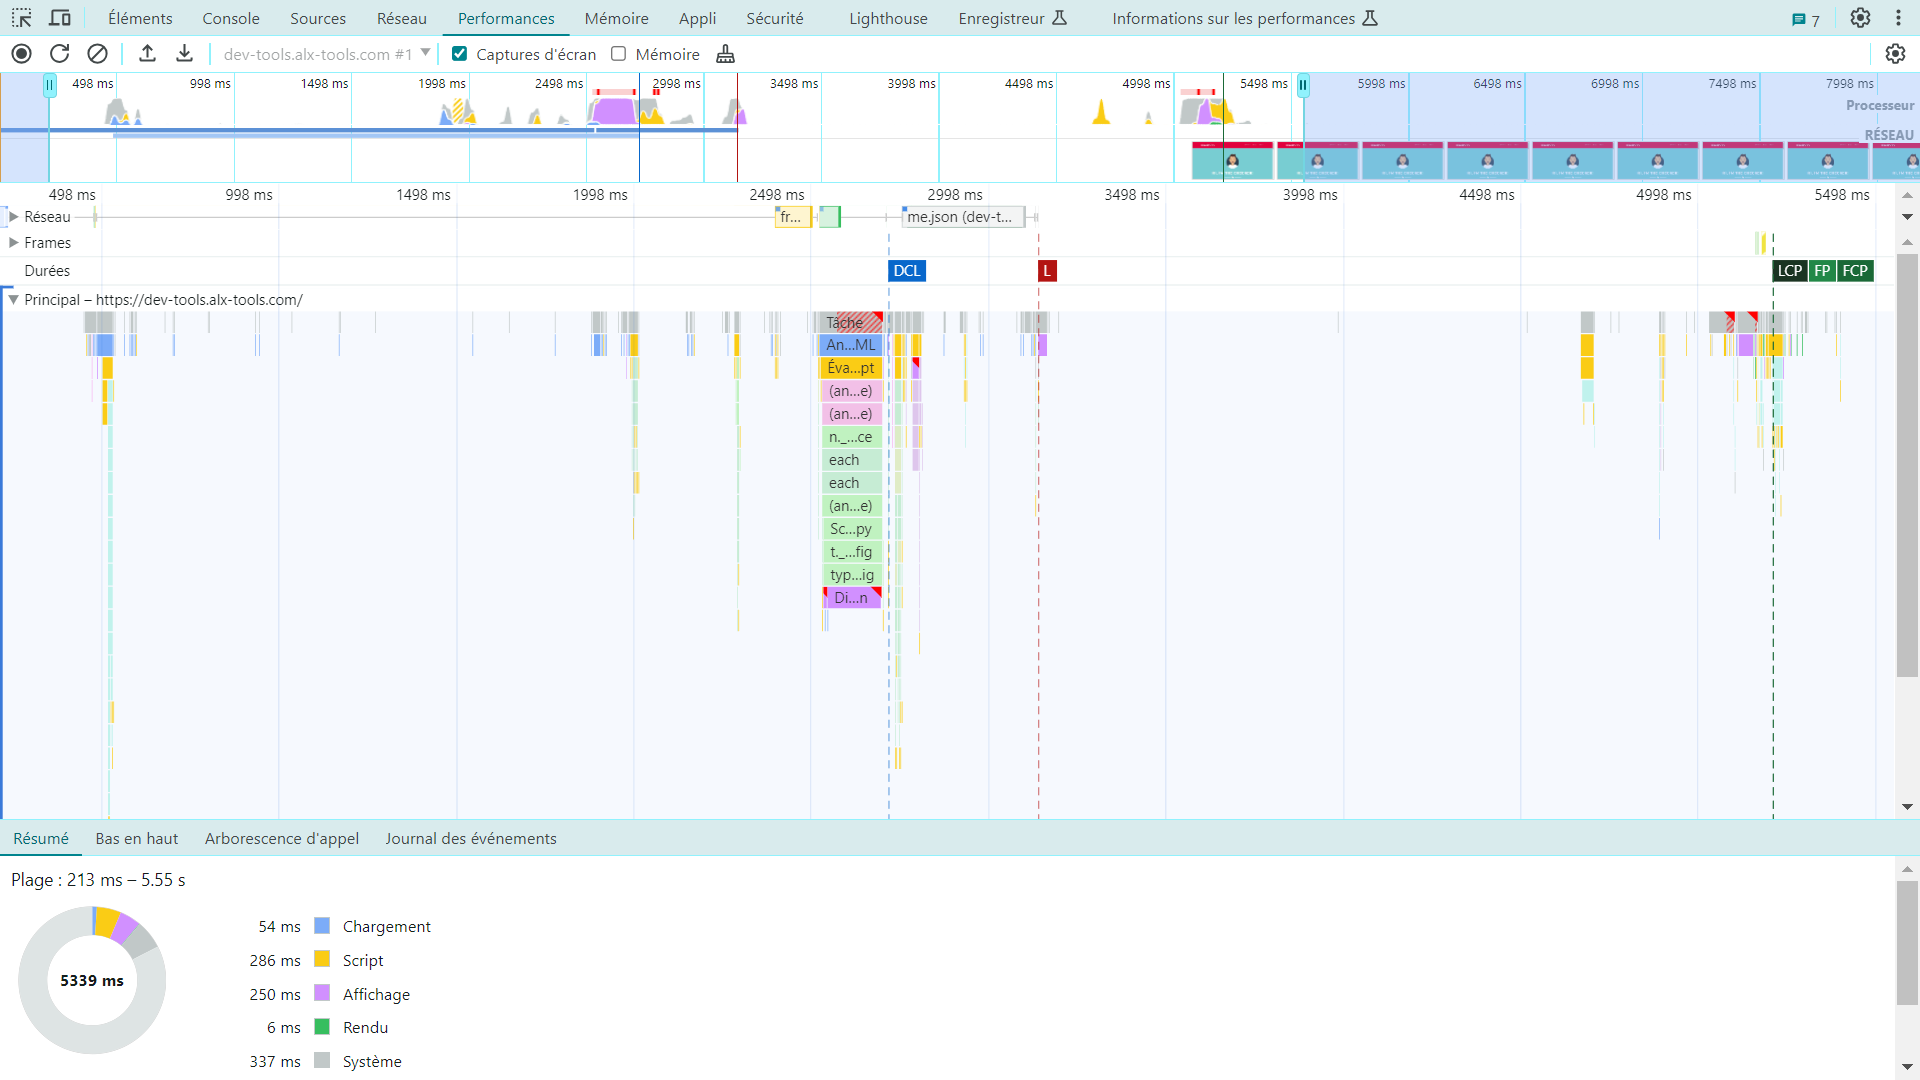 Éléments Console Sources Réseau Performances Mémoire Appli Sécurité Lighthouse Enregistreur Informations sur les performances 7
dev-tools.alx-tools.com #1 Captures d'écran Mémoire
498 ms 998 ms 1498 ms 1998 ms 2498 ms 2998 ms 3498 ms 3998 ms 4498 ms 4998 ms 5498 ms 5998 ms 6498 ms 6998 ms 7498 ms 7998 ms
Processeur
RÉSEAU
498 ms 998 ms 1498 ms 1998 ms 2498 ms 2998 ms 3498 ms 3998 ms 4498 ms 4998 ms 5498 ms
Réseau fr... me.json (dev-t...
Frames
Durées DCL L LCP FP FCP
Principal – https://dev-tools.alx-tools.com/
Tâche
An...ML
Éva...pt
(an...e)
(an...e)
n._...ce
each
each
(an...e)
Sc...py
t._...fig
typ...ig
Di...n
Résumé Bas en haut Arborescence d'appel Journal des événements
Plage : 213 ms – 5.55 s
5339 ms
54 ms Chargement
286 ms Script
250 ms Affichage
6 ms Rendu
337 ms Système